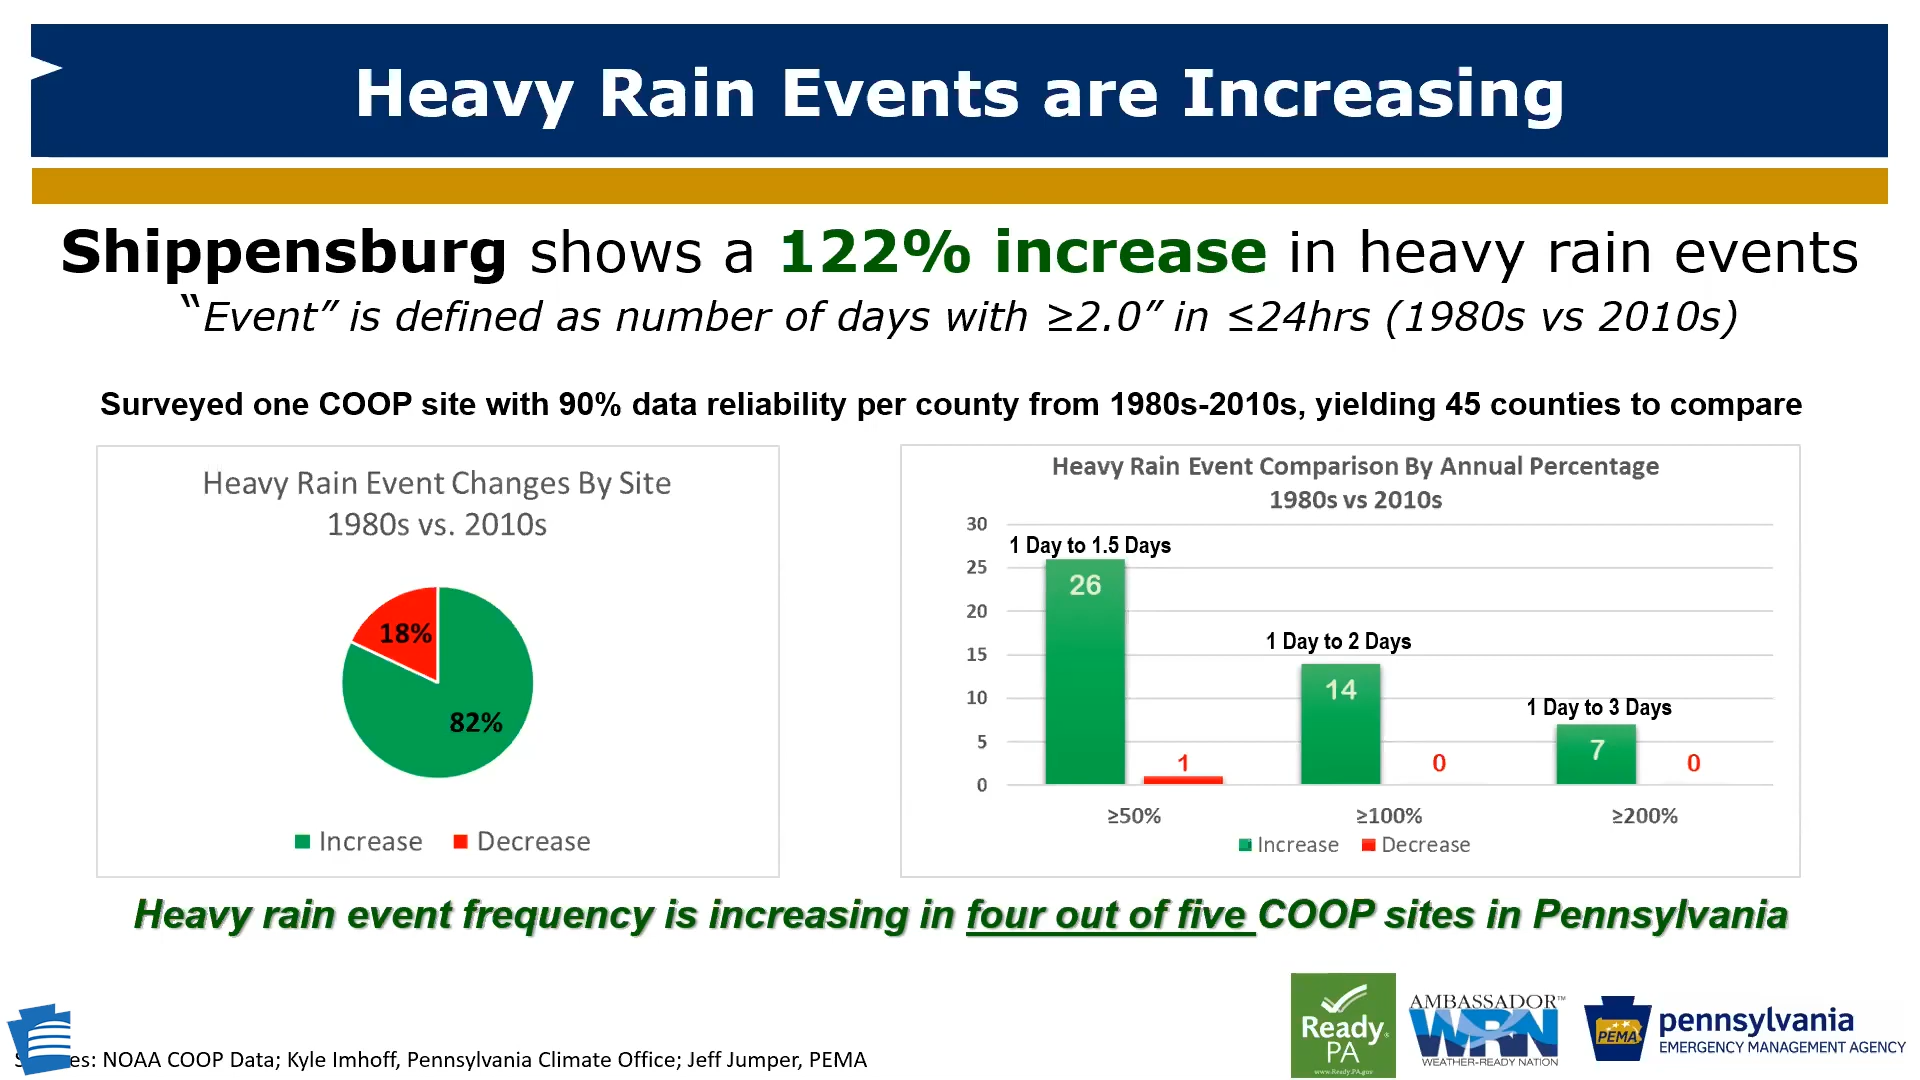 Heavy Rain Events are Increasing
Shippensburg shows a 122% increase in heavy rain events
“Event” is defined as number of days with ≥2.0” in ≤24hrs (1980s vs 2010s)
Surveyed one COOP site with 90% data reliability per county from 1980s-2010s, yielding 45 counties to compare
Heavy Rain Event Changes By Site
1980s vs. 2010s
18%
82%
Increase Decrease
Heavy Rain Event Comparison By Annual Percentage
1980s vs 2010s
30
25
20
15
10
5
0
1 Day to 1.5 Days
26
1
1 Day to 2 Days
14
0
1 Day to 3 Days
7
0
≥50% ≥100% ≥200%
Increase Decrease
Heavy rain event frequency is increasing in four out of five COOP sites in Pennsylvania
NOAA COOP Data; Kyle Imhoff, Pennsylvania Climate Office; Jeff Jumper, PEMA
Ready
PA
www.Ready.PA.gov
AMBASSADOR™
WRN
WEATHER-READY NATION
PEMA
pennsylvania
EMERGENCY MANAGEMENT AGENCY